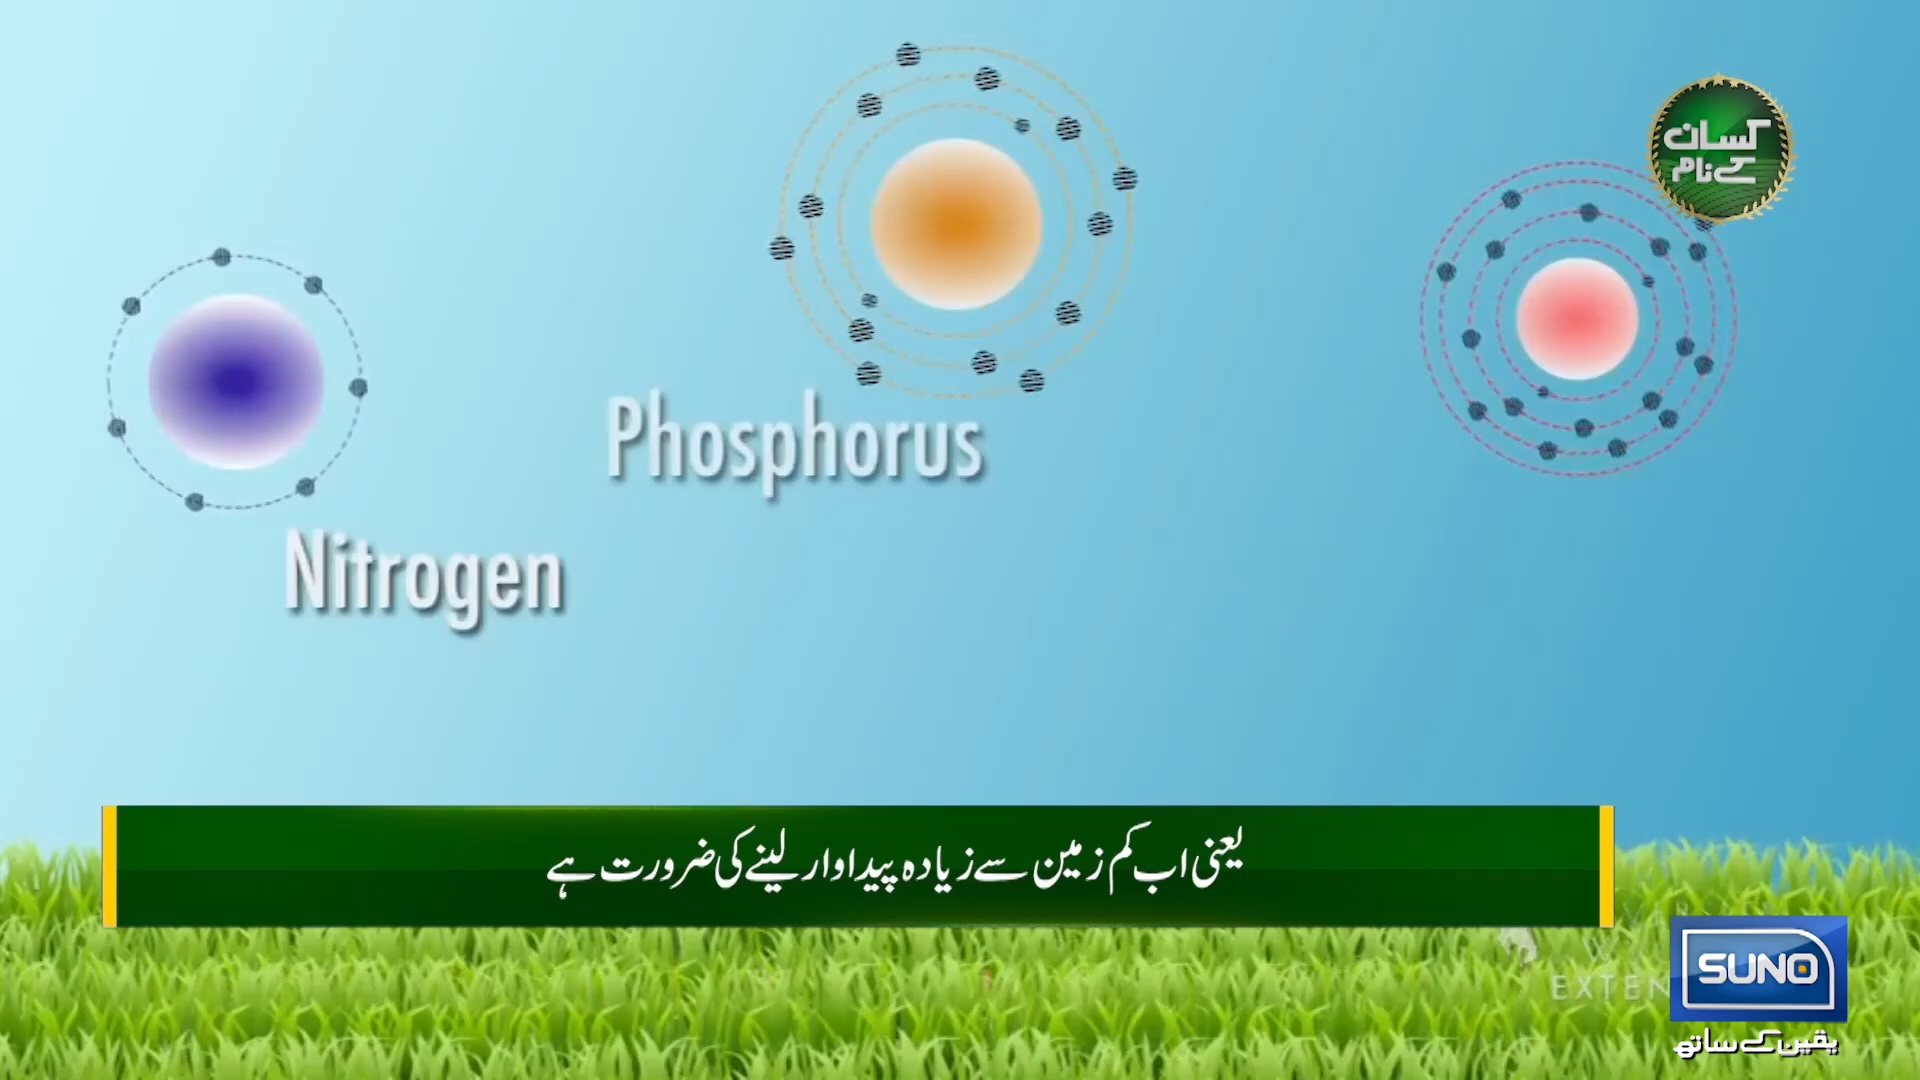 کسان
کے نام
Phosphorus
Nitrogen
یعنی اب کم زمین سے زیادہ پیداوار لینے کی ضرورت ہے
EXTEN
SUNO
یقین کے ساتھ